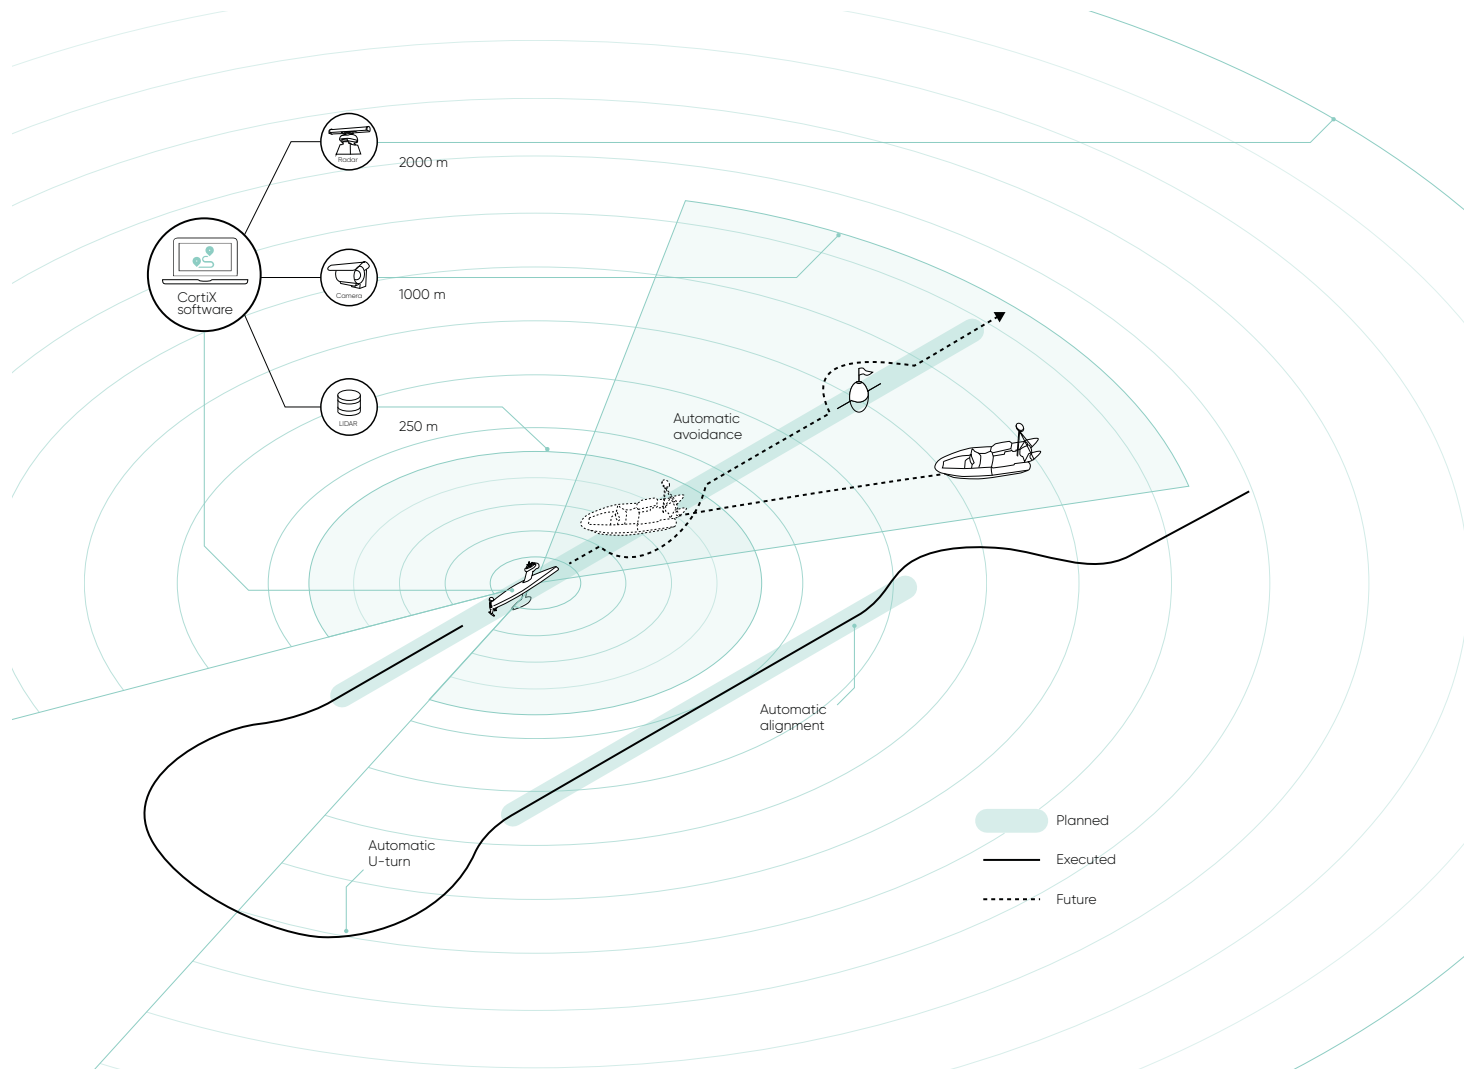 Radar
2000 m
CortiX
software
Camera
1000 m
LIDAR
250 m
Automatic
avoidance
Automatic
alignment
Automatic
U-turn
Planned
Executed
Future